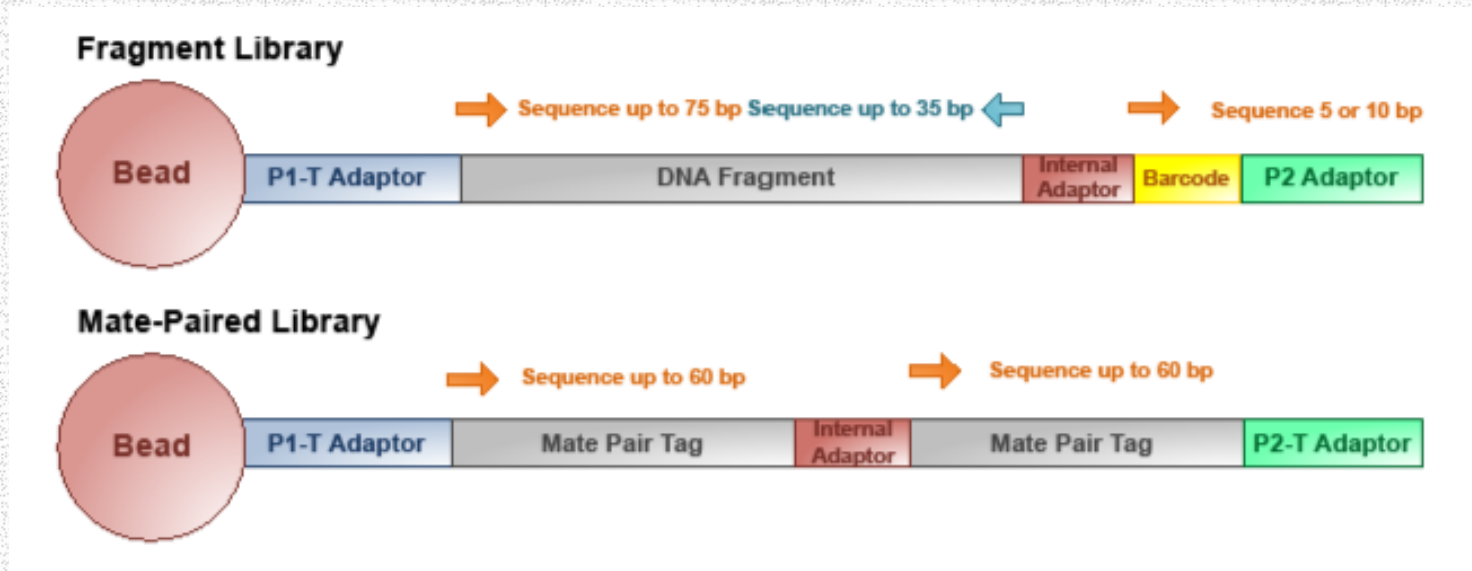 Fragment Library
Sequence up to 75 bp Sequence up to 35 bp Sequence 5 or 10 bp
Bead P1-T Adaptor DNA Fragment Internal Adaptor Barcode P2 Adaptor
Mate-Paired Library
Sequence up to 60 bp Sequence up to 60 bp
Bead P1-T Adaptor Mate Pair Tag Internal Adaptor Mate Pair Tag P2-T Adaptor